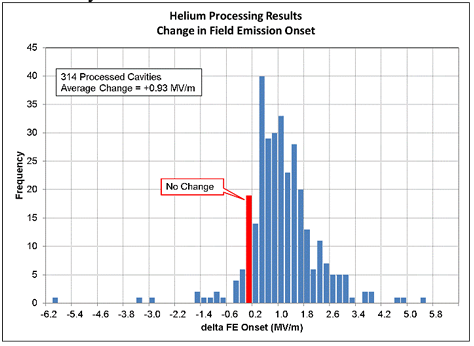 Helium Processing Results
Change in Field Emission Onset
45
40
35
30
25
20
15
10
5
0
Frequency
314 Processed Cavities
Average Change = +0.93 MV/m
No Change
-6.2 -5.4 -4.6 -3.8 -3.0 -2.2 -1.4 -0.6 0.2 1.0 1.8 2.6 3.4 4.2 5.0 5.8
delta FE Onset (MV/m)